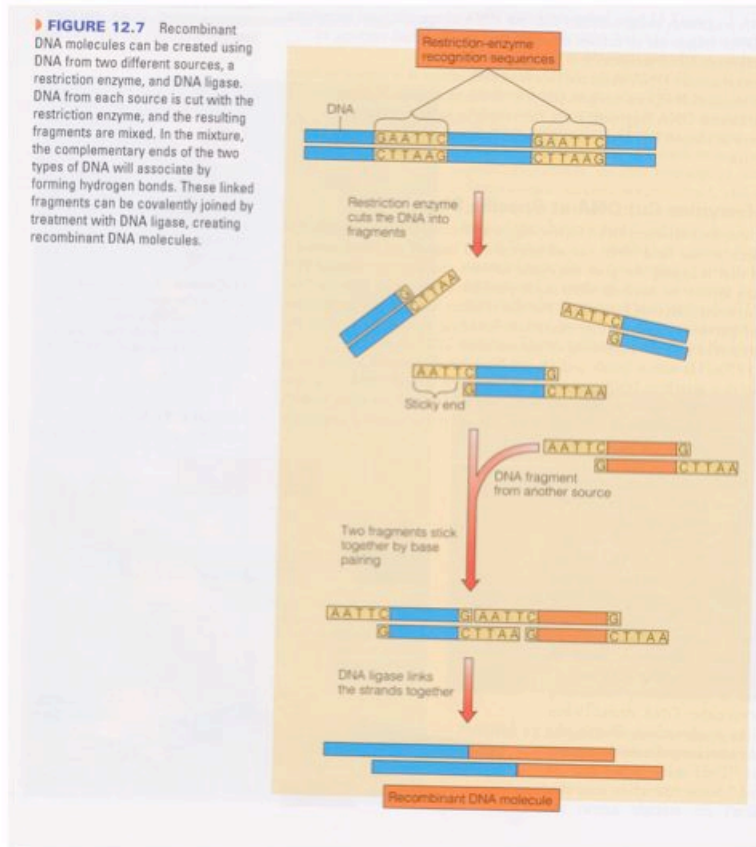 FIGURE 12.7 Recombinant
DNA molecules can be created using
DNA from two different sources, a
restriction enzyme, and DNA ligase.
DNA from each source is cut with the
restriction enzyme, and the resulting
fragments are mixed. In the mixture,
the complementary ends of the two
types of DNA will associate by
forming hydrogen bonds. These linked
fragments can be covalently joined by
treatment with DNA ligase, creating
recombinant DNA molecules.
Restriction-enzyme
recognition sequences
DNA
GAATTC GAATTC
CTTAAG CTTAAG
Restriction enzyme
cuts the DNA into
fragments
G
CTTAA
AATTC
G
AATTC G
G CTTAA
Sticky end
AATTC G
G CTTAA
DNA fragment
from another source
Two fragments stick
together by base
pairing
AATTC G AATTC G
G CTTAA G CTTAA
DNA ligase links
the strands together
Recombinant DNA molecule